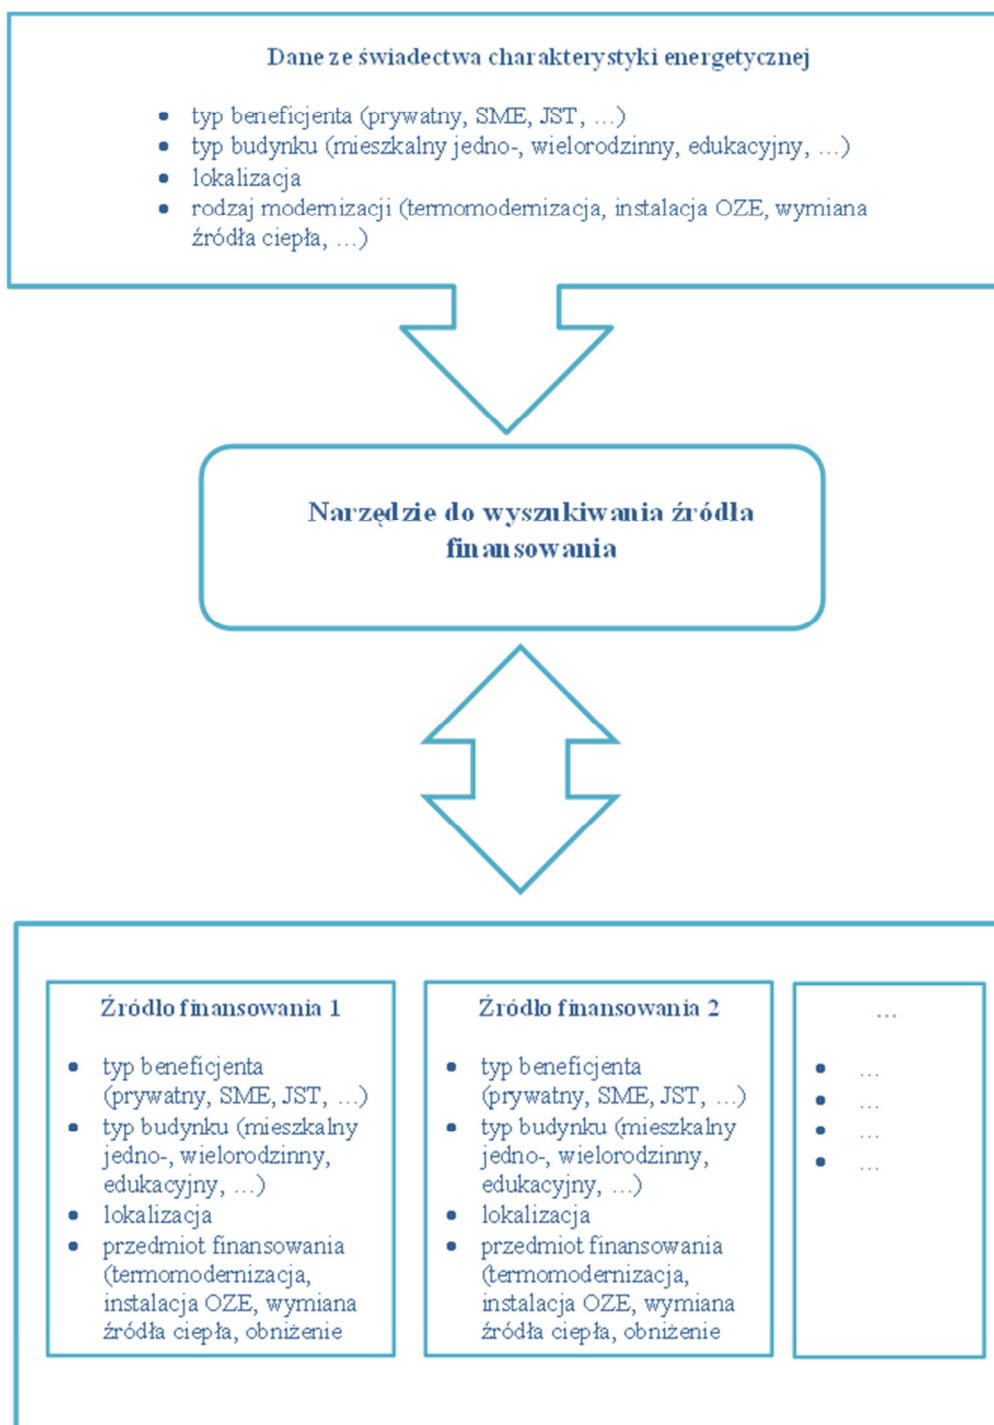 Dane ze świadectwa charakterystyki energetycznej
• typ beneficjenta (prywatny, SME, JST, …)
• typ budynku (mieszkalny jedno-, wielorodzinny, edukacyjny, …)
• lokalizacja
• rodzaj modernizacji (termomodernizacja, instalacja OZE, wymiana
źródła ciepła, …)
Narzędzie do wyszukiwania źródła
finansowania
Źródło finansowania 1
• typ beneficjenta
(prywatny, SME, JST, …)
• typ budynku (mieszkalny
jedno-, wielorodzinny,
edukacyjny, …)
• lokalizacja
• przedmiot finansowania
(termomodernizacja,
instalacja OZE, wymiana
źródła ciepła, obniżenie
Źródło finansowania 2
• typ beneficjenta
(prywatny, SME, JST, …)
• typ budynku (mieszkalny
jedno-, wielorodzinny,
edukacyjny, …)
• lokalizacja
• przedmiot finansowania
(termomodernizacja,
instalacja OZE, wymiana
źródła ciepła, obniżenie
…
• …
• …
• …
• …